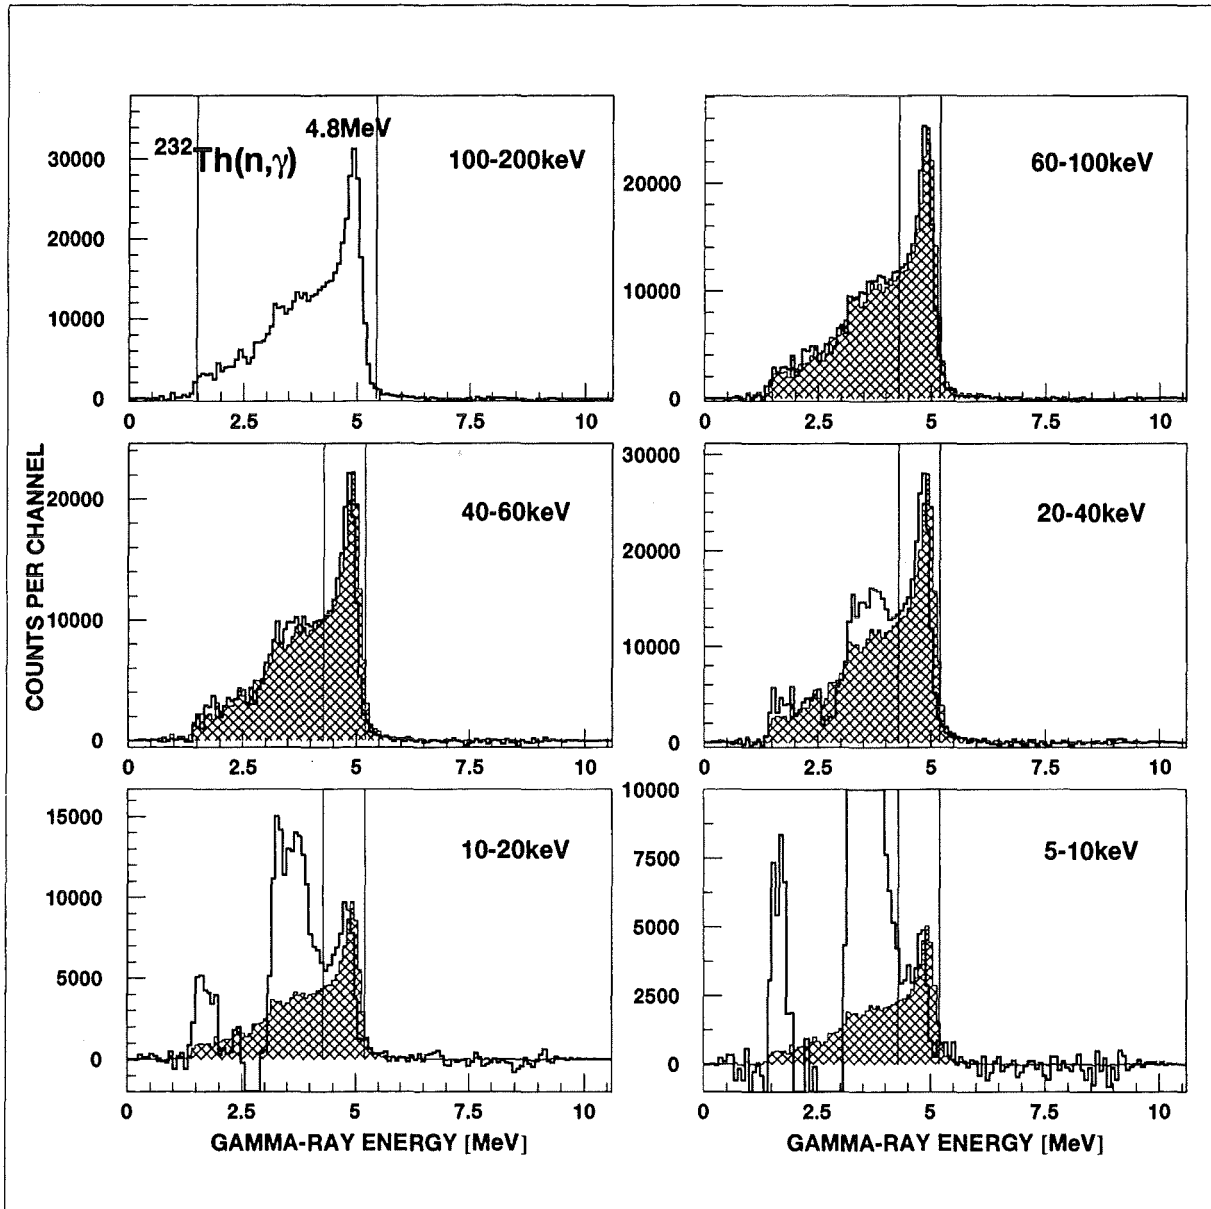 4.8MeV
²³²Th(n,γ)
100-200keV
30000
20000
10000
0
0 2.5 5 7.5 10
60-100keV
20000
10000
0
0 2.5 5 7.5 10
COUNTS PER CHANNEL
40-60keV
20000
10000
0
0 2.5 5 7.5 10
20-40keV
30000
20000
10000
0
0 2.5 5 7.5 10
10-20keV
15000
10000
5000
0
0 2.5 5 7.5 10
GAMMA-RAY ENERGY [MeV]
5-10keV
10000
7500
5000
2500
0
0 2.5 5 7.5 10
GAMMA-RAY ENERGY [MeV]